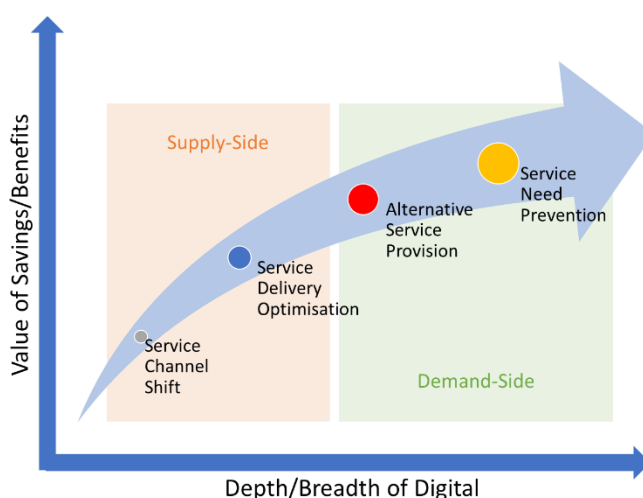 Value of Savings/Benefits
Supply-Side
Service
Need
Prevention
Alternative
Service
Provision
Service
Delivery
Optimisation
Service
Channel
Shift
Demand-Side
Depth/Breadth of Digital